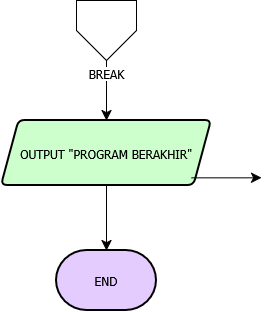 BREAK
OUTPUT "PROGRAM BERAKHIR"
END